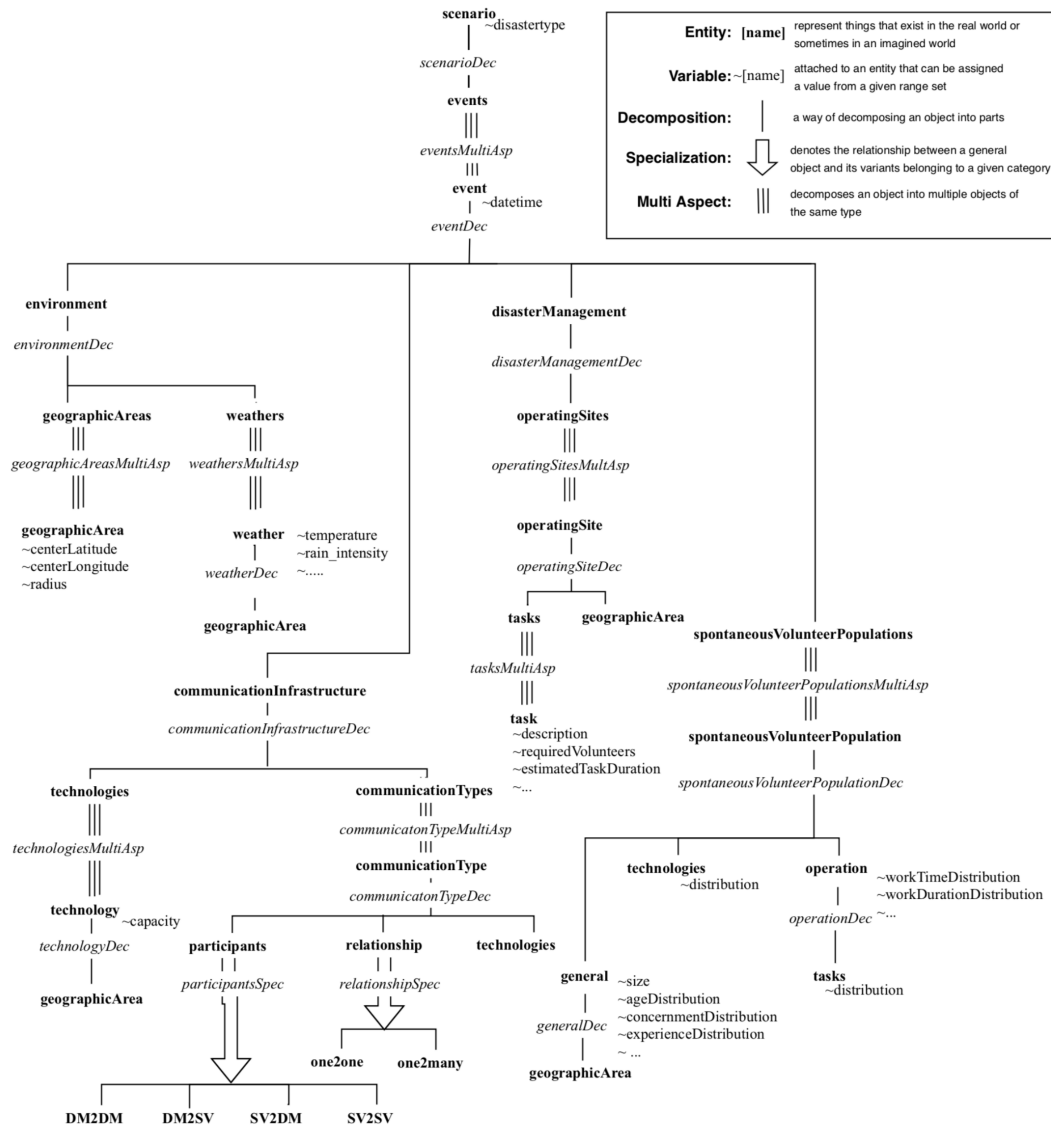 scenario
~disastertype
scenarioDec
events
eventsMultiAsp
event
~datetime
eventDec
Entity: [name] represent things that exist in the real world or
sometimes in an imagined world
Variable: ~[name] attached to an entity that can be assigned
a value from a given range set
Decomposition: a way of decomposing an object into parts
Specialization: denotes the relationship between a general
object and its variants belonging to a given category
Multi Aspect: decomposes an object into multiple objects of
the same type
environment
environmentDec
geographicAreas
geographicAreasMultiAsp
geographicArea
~centerLatitude
~centerLongitude
~radius
weathers
weathersMultiAsp
weather
~temperature
~rain_intensity
~.....
weatherDec
geographicArea
disasterManagement
disasterManagementDec
operatingSites
operatingSitesMultAsp
operatingSite
operatingSiteDec
tasks
geographicArea
tasksMultiAsp
task
~description
~requiredVolunteers
~estimatedTaskDuration
~...
communicationInfrastructure
communicationInfrastructureDec
technologies
technologiesMultiAsp
technology
~capacity
technologyDec
geographicArea
communicationTypes
communicatonTypeMultiAsp
communicationType
communicatonTypeDec
participants
relationship
technologies
participantsSpec
relationshipSpec
one2one
one2many
DM2DM
DM2SV
SV2DM
SV2SV
spontaneousVolunteerPopulations
spontaneousVolunteerPopulationsMultiAsp
spontaneousVolunteerPopulation
spontaneousVolunteerPopulationDec
technologies
~distribution
operation
~workTimeDistribution
~workDurationDistribution
~...
operationDec
tasks
~distribution
general
~size
~ageDistribution
~concernmentDistribution
~experienceDistribution
~ ...
generalDec
geographicArea